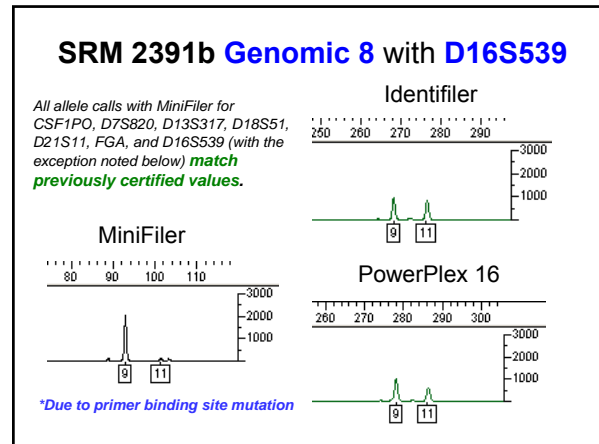 SRM 2391b Genomic 8 with D16S539
All allele calls with MiniFiler for
CSF1PO, D7S820, D13S317, D18S51,
D21S11, FGA, and D16S539 (with the
exception noted below) match
previously certified values.
Identifiler
250 260 270 280 290
3000
2000
1000
9 11
MiniFiler
80 90 100 110
3000
2000
1000
9 11
*Due to primer binding site mutation
PowerPlex 16
260 270 280 290 300
3000
2000
1000
9 11